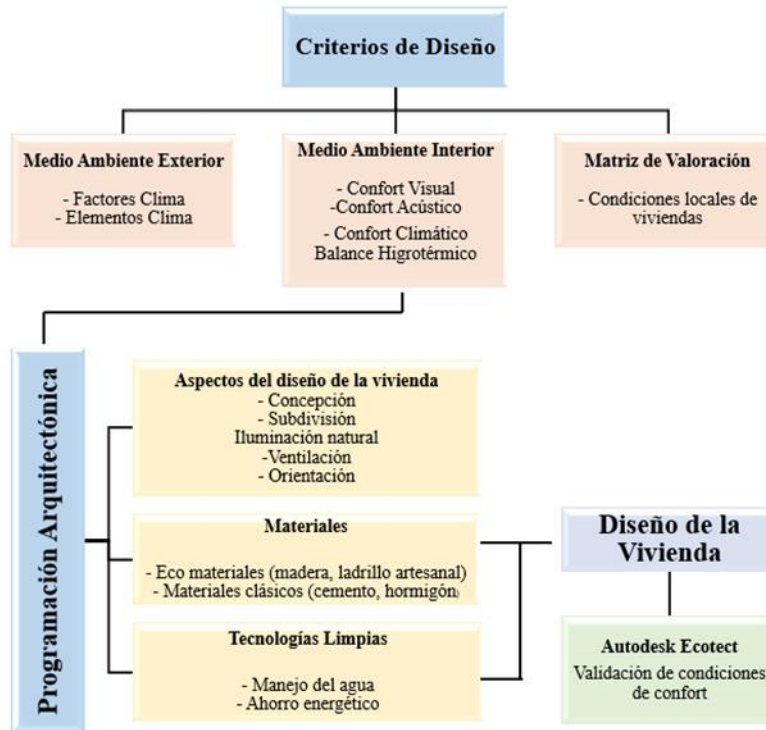 Criterios de Diseño
Medio Ambiente Exterior
- Factores Clima
- Elementos Clima
Medio Ambiente Interior
- Confort Visual
-Confort Acústico
- Confort Climático
Balance Higrotérmico
Matriz de Valoración
- Condiciones locales de
viviendas
Programación Arquitectónica
Aspectos del diseño de la vivienda
- Concepción
- Subdivisión
Iluminación natural
-Ventilación
- Orientación
Materiales
- Eco materiales (madera, ladrillo artesanal)
- Materiales clásicos (cemento, hormigón)
Tecnologías Limpias
- Manejo del agua
- Ahorro energético
Diseño de la
Vivienda
Autodesk Ecotect
Validación de condiciones
de confort